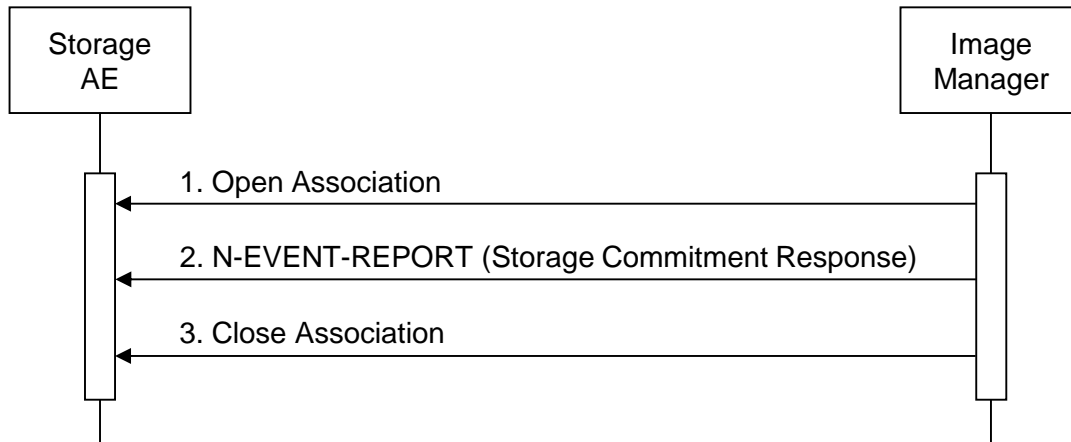 Storage
AE
Image
Manager
1. Open Association
2. N-EVENT-REPORT (Storage Commitment Response)
3. Close Association